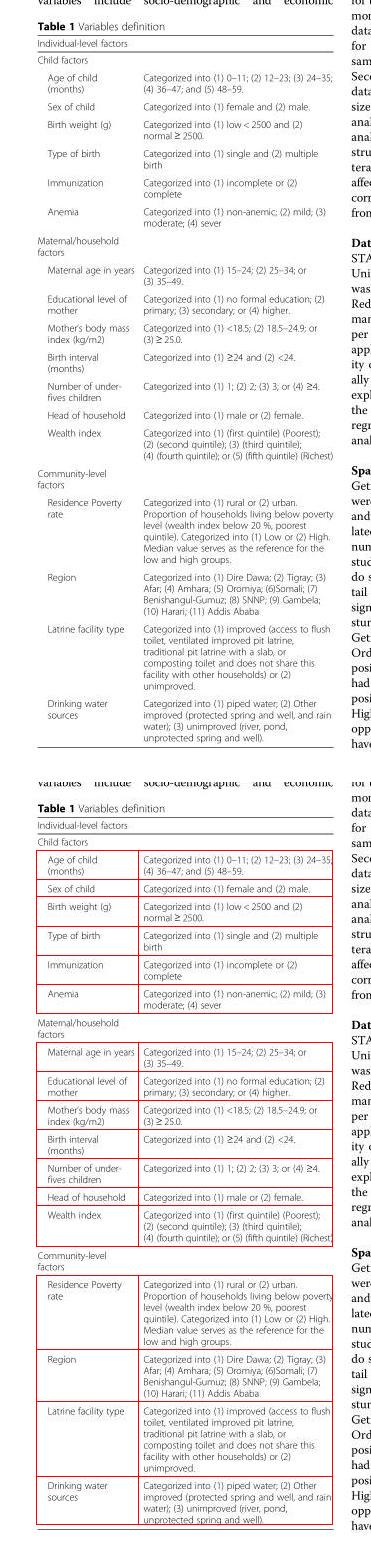 variables include socio-demographic and economic
Table 1 Variables definition
Individual-level factors
Child factors
Age of child Categorized into (1) 0–11; (2) 12–23; (3) 24–35;
(months) (4) 36–47; and (5) 48–59.
Sex of child Categorized into (1) female and (2) male.
Birth weight (g) Categorized into (1) low < 2500 and (2)
normal ≥ 2500.
Type of birth Categorized into (1) single and (2) multiple
birth
Immunization Categorized into (1) incomplete or (2)
complete
Anemia Categorized into (1) non-anemic; (2) mild; (3)
moderate; (4) sever
Maternal/household
factors
Maternal age in years Categorized into (1) 15–24; (2) 25–34; or
(3) 35–49.
Educational level of Categorized into (1) no formal education; (2)
mother primary; (3) secondary; or (4) higher.
Mother's body mass Categorized into (1) <18.5; (2) 18.5–24.9; or
index (kg/m2) (3) ≥ 25.0.
Birth interval Categorized into (1) ≥24 and (2) <24.
(months)
Number of under- Categorized into (1) 1; (2) 2; (3) 3; or (4) ≥4.
fives children
Head of household Categorized into (1) male or (2) female.
Wealth index Categorized into (1) (first quintile) (Poorest);
(2) (second quintile); (3) (third quintile);
(4) (fourth quintile); or (5) (fifth quintile) (Richest)
Community-level
factors
Residence Poverty Categorized into (1) rural or (2) urban.
rate Proportion of households living below poverty
level (wealth index below 20 %, poorest
quintile). Categorized into (1) Low or (2) High.
Median value serves as the reference for the
low and high groups.
Region Categorized into (1) Dire Dawa; (2) Tigray; (3)
Afar; (4) Amhara; (5) Oromiya; (6)Somali; (7)
Benishangul-Gumuz; (8) SNNP; (9) Gambela;
(10) Harari; (11) Addis Ababa
Latrine facility type Categorized into (1) improved (access to flush
toilet, ventilated improved pit latrine,
traditional pit latrine with a slab, or
composting toilet and does not share this
facility with other households) or (2)
unimproved.
Drinking water Categorized into (1) piped water; (2) Other
sources improved (protected spring and well, and rain
water); (3) unimproved (river, pond,
unprotected spring and well).
variables include socio-demographic and economic
Table 1 Variables definition
Individual-level factors
Child factors
Age of child Categorized into (1) 0–11; (2) 12–23; (3) 24–35;
(months) (4) 36–47; and (5) 48–59.
Sex of child Categorized into (1) female and (2) male.
Birth weight (g) Categorized into (1) low < 2500 and (2)
normal ≥ 2500.
Type of birth Categorized into (1) single and (2) multiple
birth
Immunization Categorized into (1) incomplete or (2)
complete
Anemia Categorized into (1) non-anemic; (2) mild; (3)
moderate; (4) sever
Maternal/household
factors
Maternal age in years Categorized into (1) 15–24; (2) 25–34; or
(3) 35–49.
Educational level of Categorized into (1) no formal education; (2)
mother primary; (3) secondary; or (4) higher.
Mother's body mass Categorized into (1) <18.5; (2) 18.5–24.9; or
index (kg/m2) (3) ≥ 25.0.
Birth interval Categorized into (1) ≥24 and (2) <24.
(months)
Number of under- Categorized into (1) 1; (2) 2; (3) 3; or (4) ≥4.
fives children
Head of household Categorized into (1) male or (2) female.
Wealth index Categorized into (1) (first quintile) (Poorest);
(2) (second quintile); (3) (third quintile);
(4) (fourth quintile); or (5) (fifth quintile) (Richest)
Community-level
factors
Residence Poverty Categorized into (1) rural or (2) urban.
rate Proportion of households living below poverty
level (wealth index below 20 %, poorest
quintile). Categorized into (1) Low or (2) High.
Median value serves as the reference for the
low and high groups.
Region Categorized into (1) Dire Dawa; (2) Tigray; (3)
Afar; (4) Amhara; (5) Oromiya; (6)Somali; (7)
Benishangul-Gumuz; (8) SNNP; (9) Gambela;
(10) Harari; (11) Addis Ababa
Latrine facility type Categorized into (1) improved (access to flush
toilet, ventilated improved pit latrine,
traditional pit latrine with a slab, or
composting toilet and does not share this
facility with other households) or (2)
unimproved.
Drinking water Categorized into (1) piped water; (2) Other
sources improved (protected spring and well, and rain
water); (3) unimproved (river, pond,
unprotected spring and well).